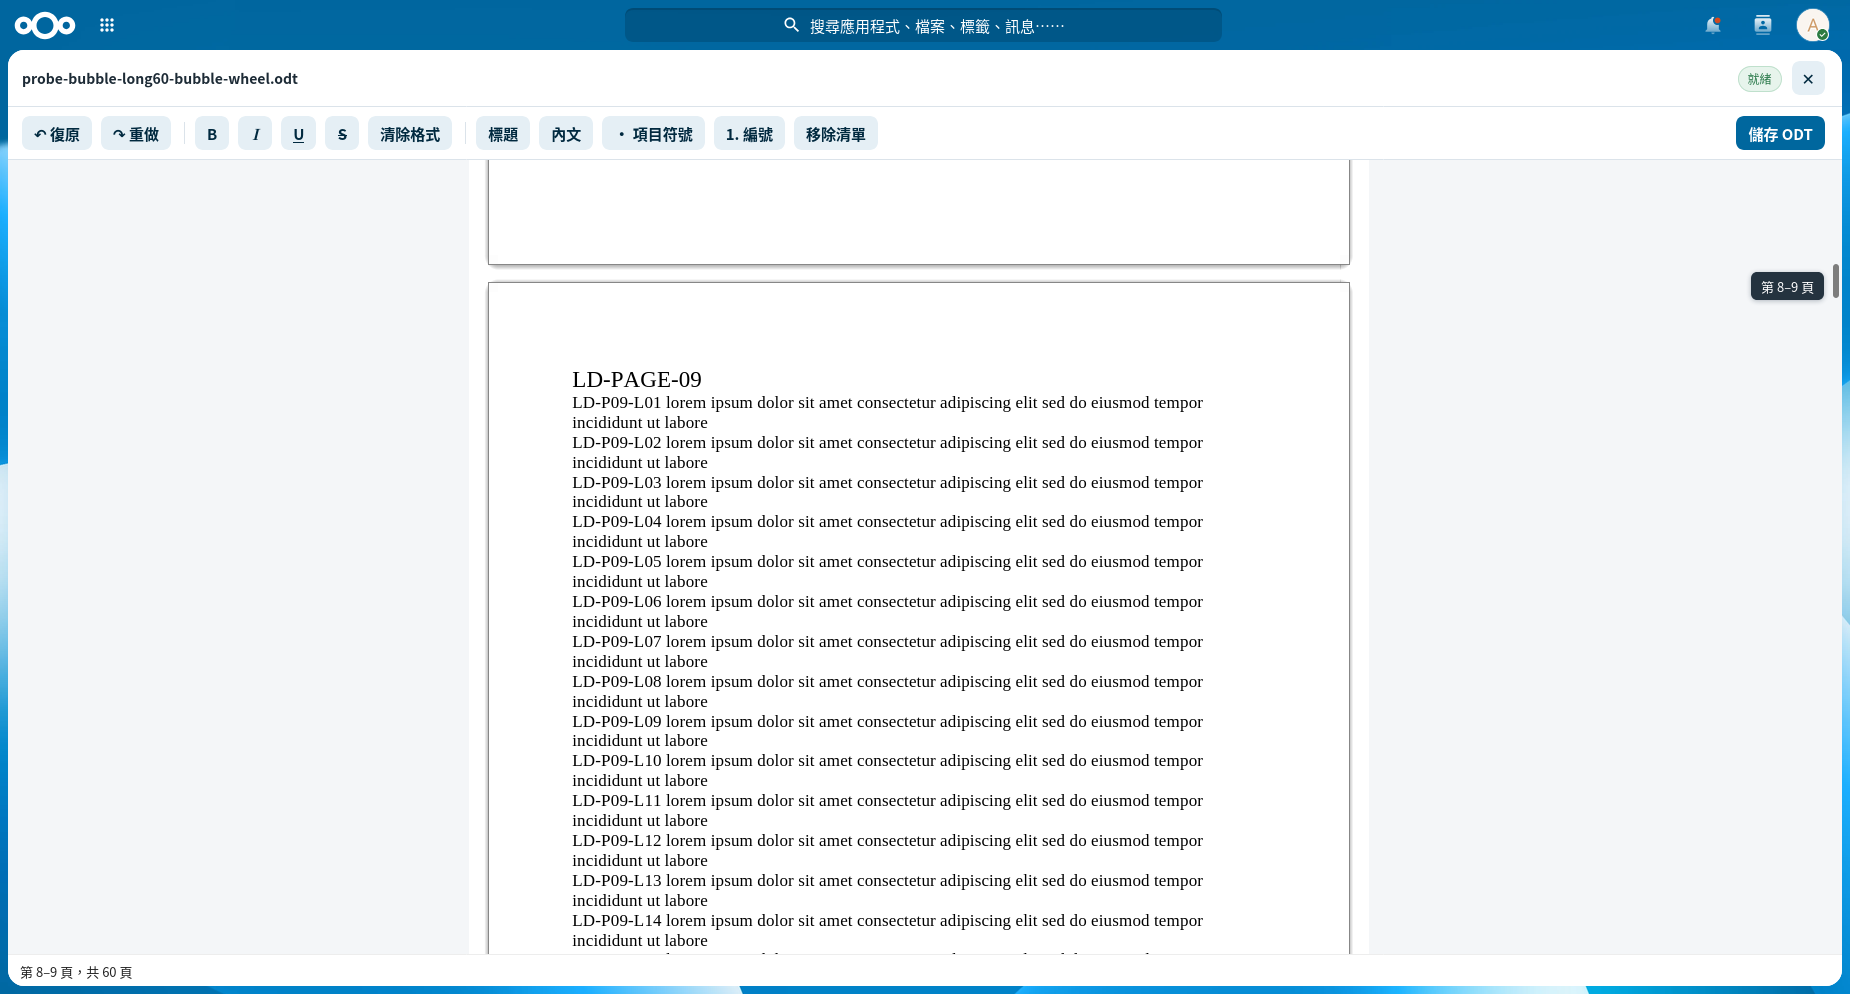 搜尋應用程式、檔案、標籤、訊息……
A
probe-bubble-long60-bubble-wheel.odt
就緒
✕
↶ 復原 ↷ 重做 B I U S 清除格式 標題 內文 • 項目符號 1. 編號 移除清單 儲存 ODT
第 8–9 頁
LD-PAGE-09
LD-P09-L01 lorem ipsum dolor sit amet consectetur adipiscing elit sed do eiusmod tempor
incididunt ut labore
LD-P09-L02 lorem ipsum dolor sit amet consectetur adipiscing elit sed do eiusmod tempor
incididunt ut labore
LD-P09-L03 lorem ipsum dolor sit amet consectetur adipiscing elit sed do eiusmod tempor
incididunt ut labore
LD-P09-L04 lorem ipsum dolor sit amet consectetur adipiscing elit sed do eiusmod tempor
incididunt ut labore
LD-P09-L05 lorem ipsum dolor sit amet consectetur adipiscing elit sed do eiusmod tempor
incididunt ut labore
LD-P09-L06 lorem ipsum dolor sit amet consectetur adipiscing elit sed do eiusmod tempor
incididunt ut labore
LD-P09-L07 lorem ipsum dolor sit amet consectetur adipiscing elit sed do eiusmod tempor
incididunt ut labore
LD-P09-L08 lorem ipsum dolor sit amet consectetur adipiscing elit sed do eiusmod tempor
incididunt ut labore
LD-P09-L09 lorem ipsum dolor sit amet consectetur adipiscing elit sed do eiusmod tempor
incididunt ut labore
LD-P09-L10 lorem ipsum dolor sit amet consectetur adipiscing elit sed do eiusmod tempor
incididunt ut labore
LD-P09-L11 lorem ipsum dolor sit amet consectetur adipiscing elit sed do eiusmod tempor
incididunt ut labore
LD-P09-L12 lorem ipsum dolor sit amet consectetur adipiscing elit sed do eiusmod tempor
incididunt ut labore
LD-P09-L13 lorem ipsum dolor sit amet consectetur adipiscing elit sed do eiusmod tempor
incididunt ut labore
LD-P09-L14 lorem ipsum dolor sit amet consectetur adipiscing elit sed do eiusmod tempor
incididunt ut labore
第 8–9 頁，共 60 頁